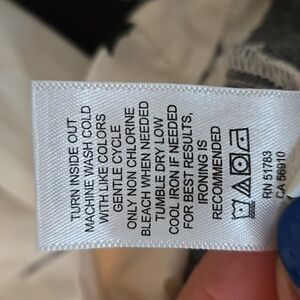 TURN INSIDE OUT
MACHINE WASH COLD
WITH LIKE COLORS
GENTLE CYCLE
ONLY NON CHLORINE
BLEACH WHEN NEEDED
TUMBLE DRY LOW
COOL IRON IF NEEDED
FOR BEST RESULTS,
IRONING IS
RECOMMENDED
RN 51783
CA 56910